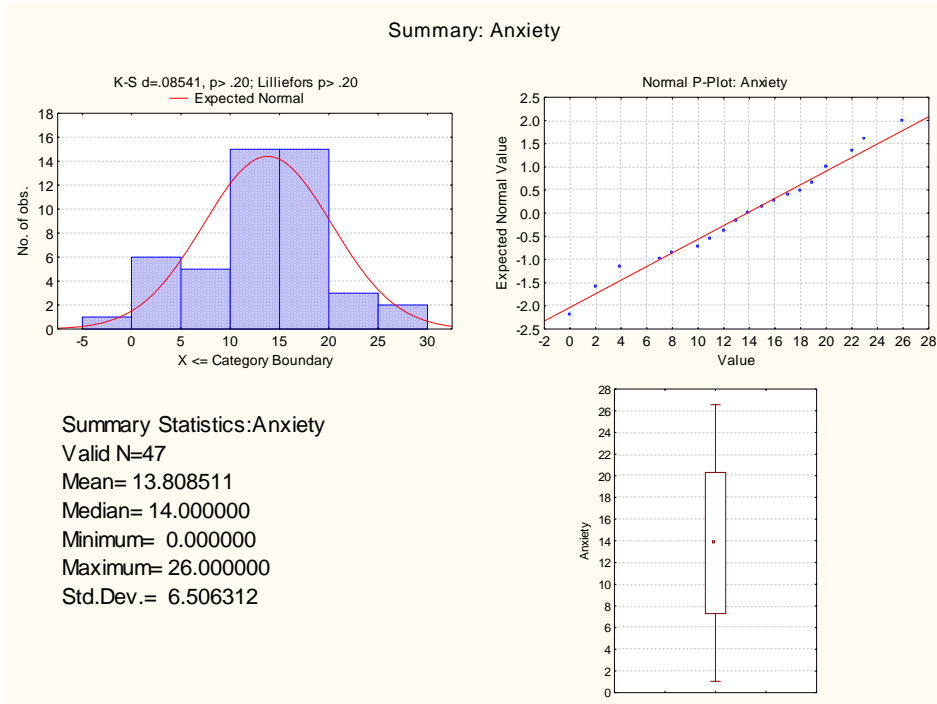 Summary: Anxiety
K-S d=.08541, p> .20; Lilliefors p> .20
Expected Normal
18
16
14
12
10
8
6
4
2
0
No. of obs.
-5 0 5 10 15 20 25 30
X <= Category Boundary
Normal P-Plot: Anxiety
2.5
2.0
1.5
1.0
0.5
0.0
-0.5
-1.0
-1.5
-2.0
-2.5
Expected Normal Value
-2 0 2 4 6 8 10 12 14 16 18 20 22 24 26 28
Value
Summary Statistics:Anxiety
Valid N=47
Mean= 13.808511
Median= 14.000000
Minimum= 0.000000
Maximum= 26.000000
Std.Dev.= 6.506312
28
26
24
22
20
18
16
14
12
10
8
6
4
2
0
Anxiety